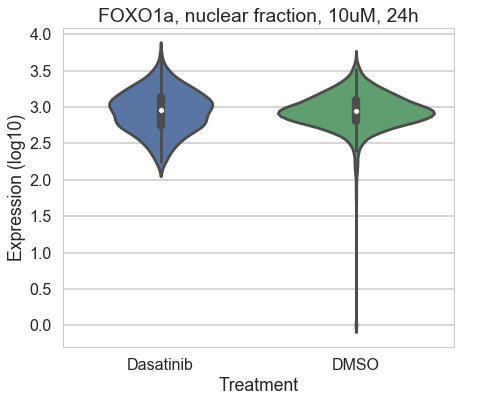 FOXO1a, nuclear fraction, 10uM, 24h
4.0
3.5
3.0
2.5
2.0
1.5
1.0
0.5
0.0
Expression (log10)
Dasatinib
DMSO
Treatment